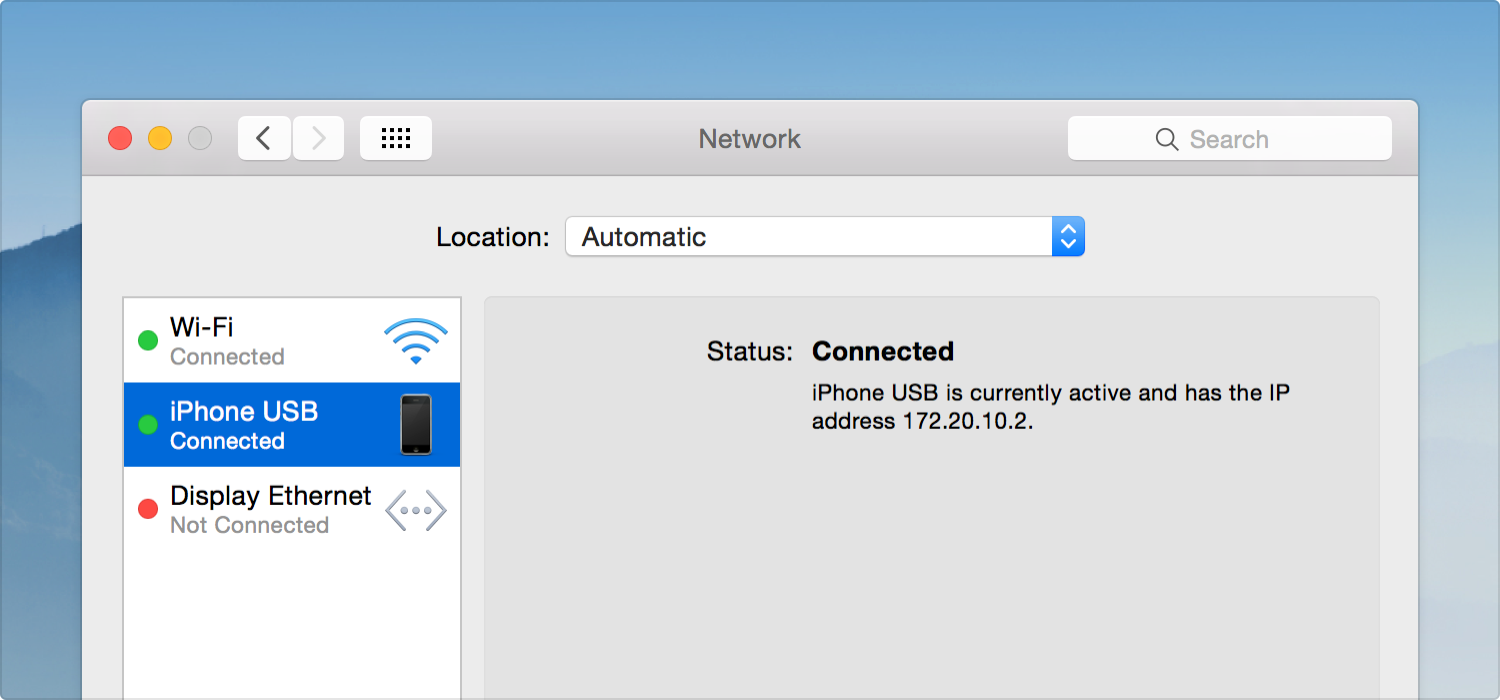 Network
Search
Location:
Automatic
Wi-Fi
Connected
iPhone USB
Connected
Display Ethernet
Not Connected
Status: Connected
iPhone USB is currently active and has the IP
address 172.20.10.2.